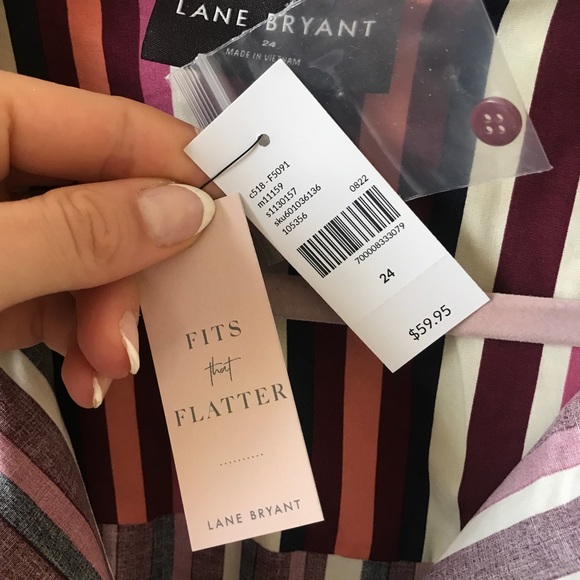 LANE BRYANT
24
MADE IN VIETNAM
c518-F5091
m11159
s1130157
sku601036136
105356
0822
700008333079
24
$59.95
FITS
that
FLATTER
..........
LANE BRYANT